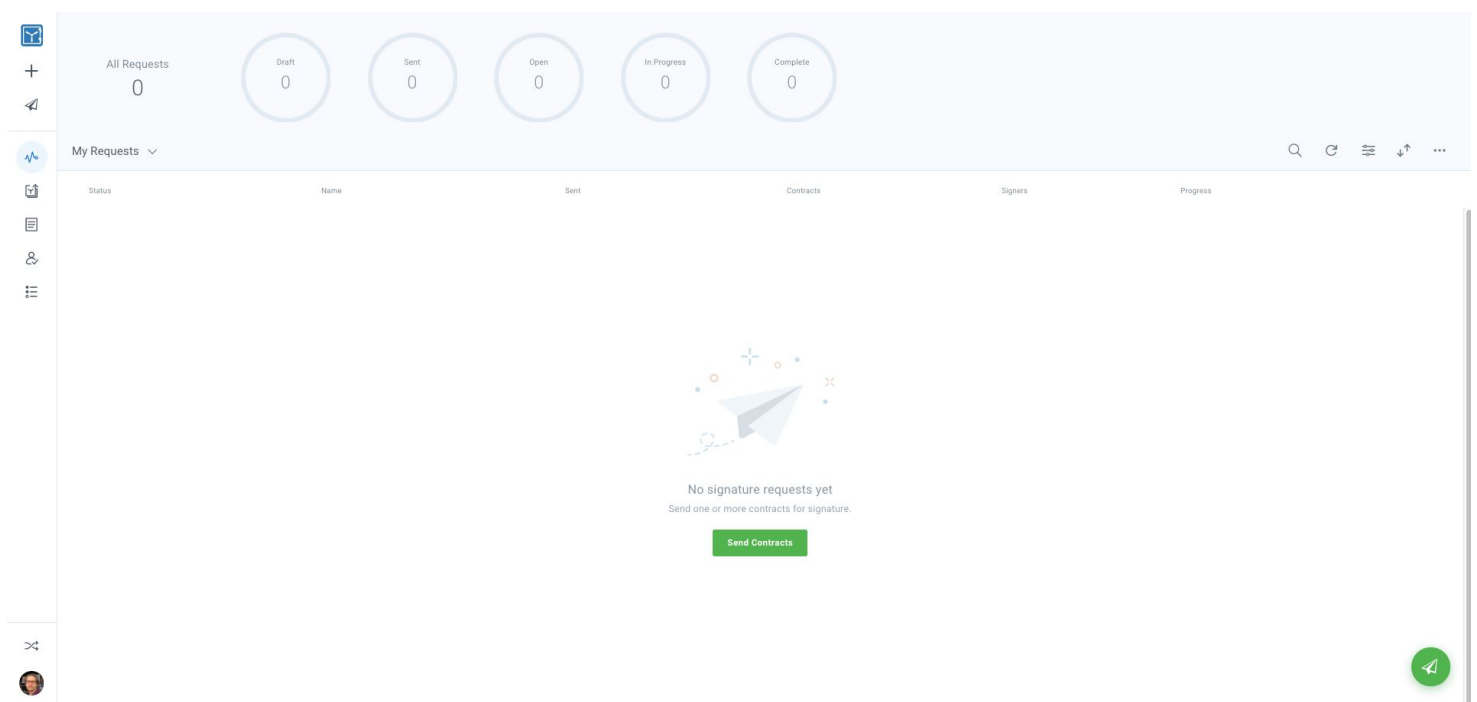 All Requests
0
Draft
0
Sent
0
Open
0
In Progress
0
Complete
0
My Requests
Status Name Sent Contracts Signers Progress
No signature requests yet
Send one or more contracts for signature.
Send Contracts